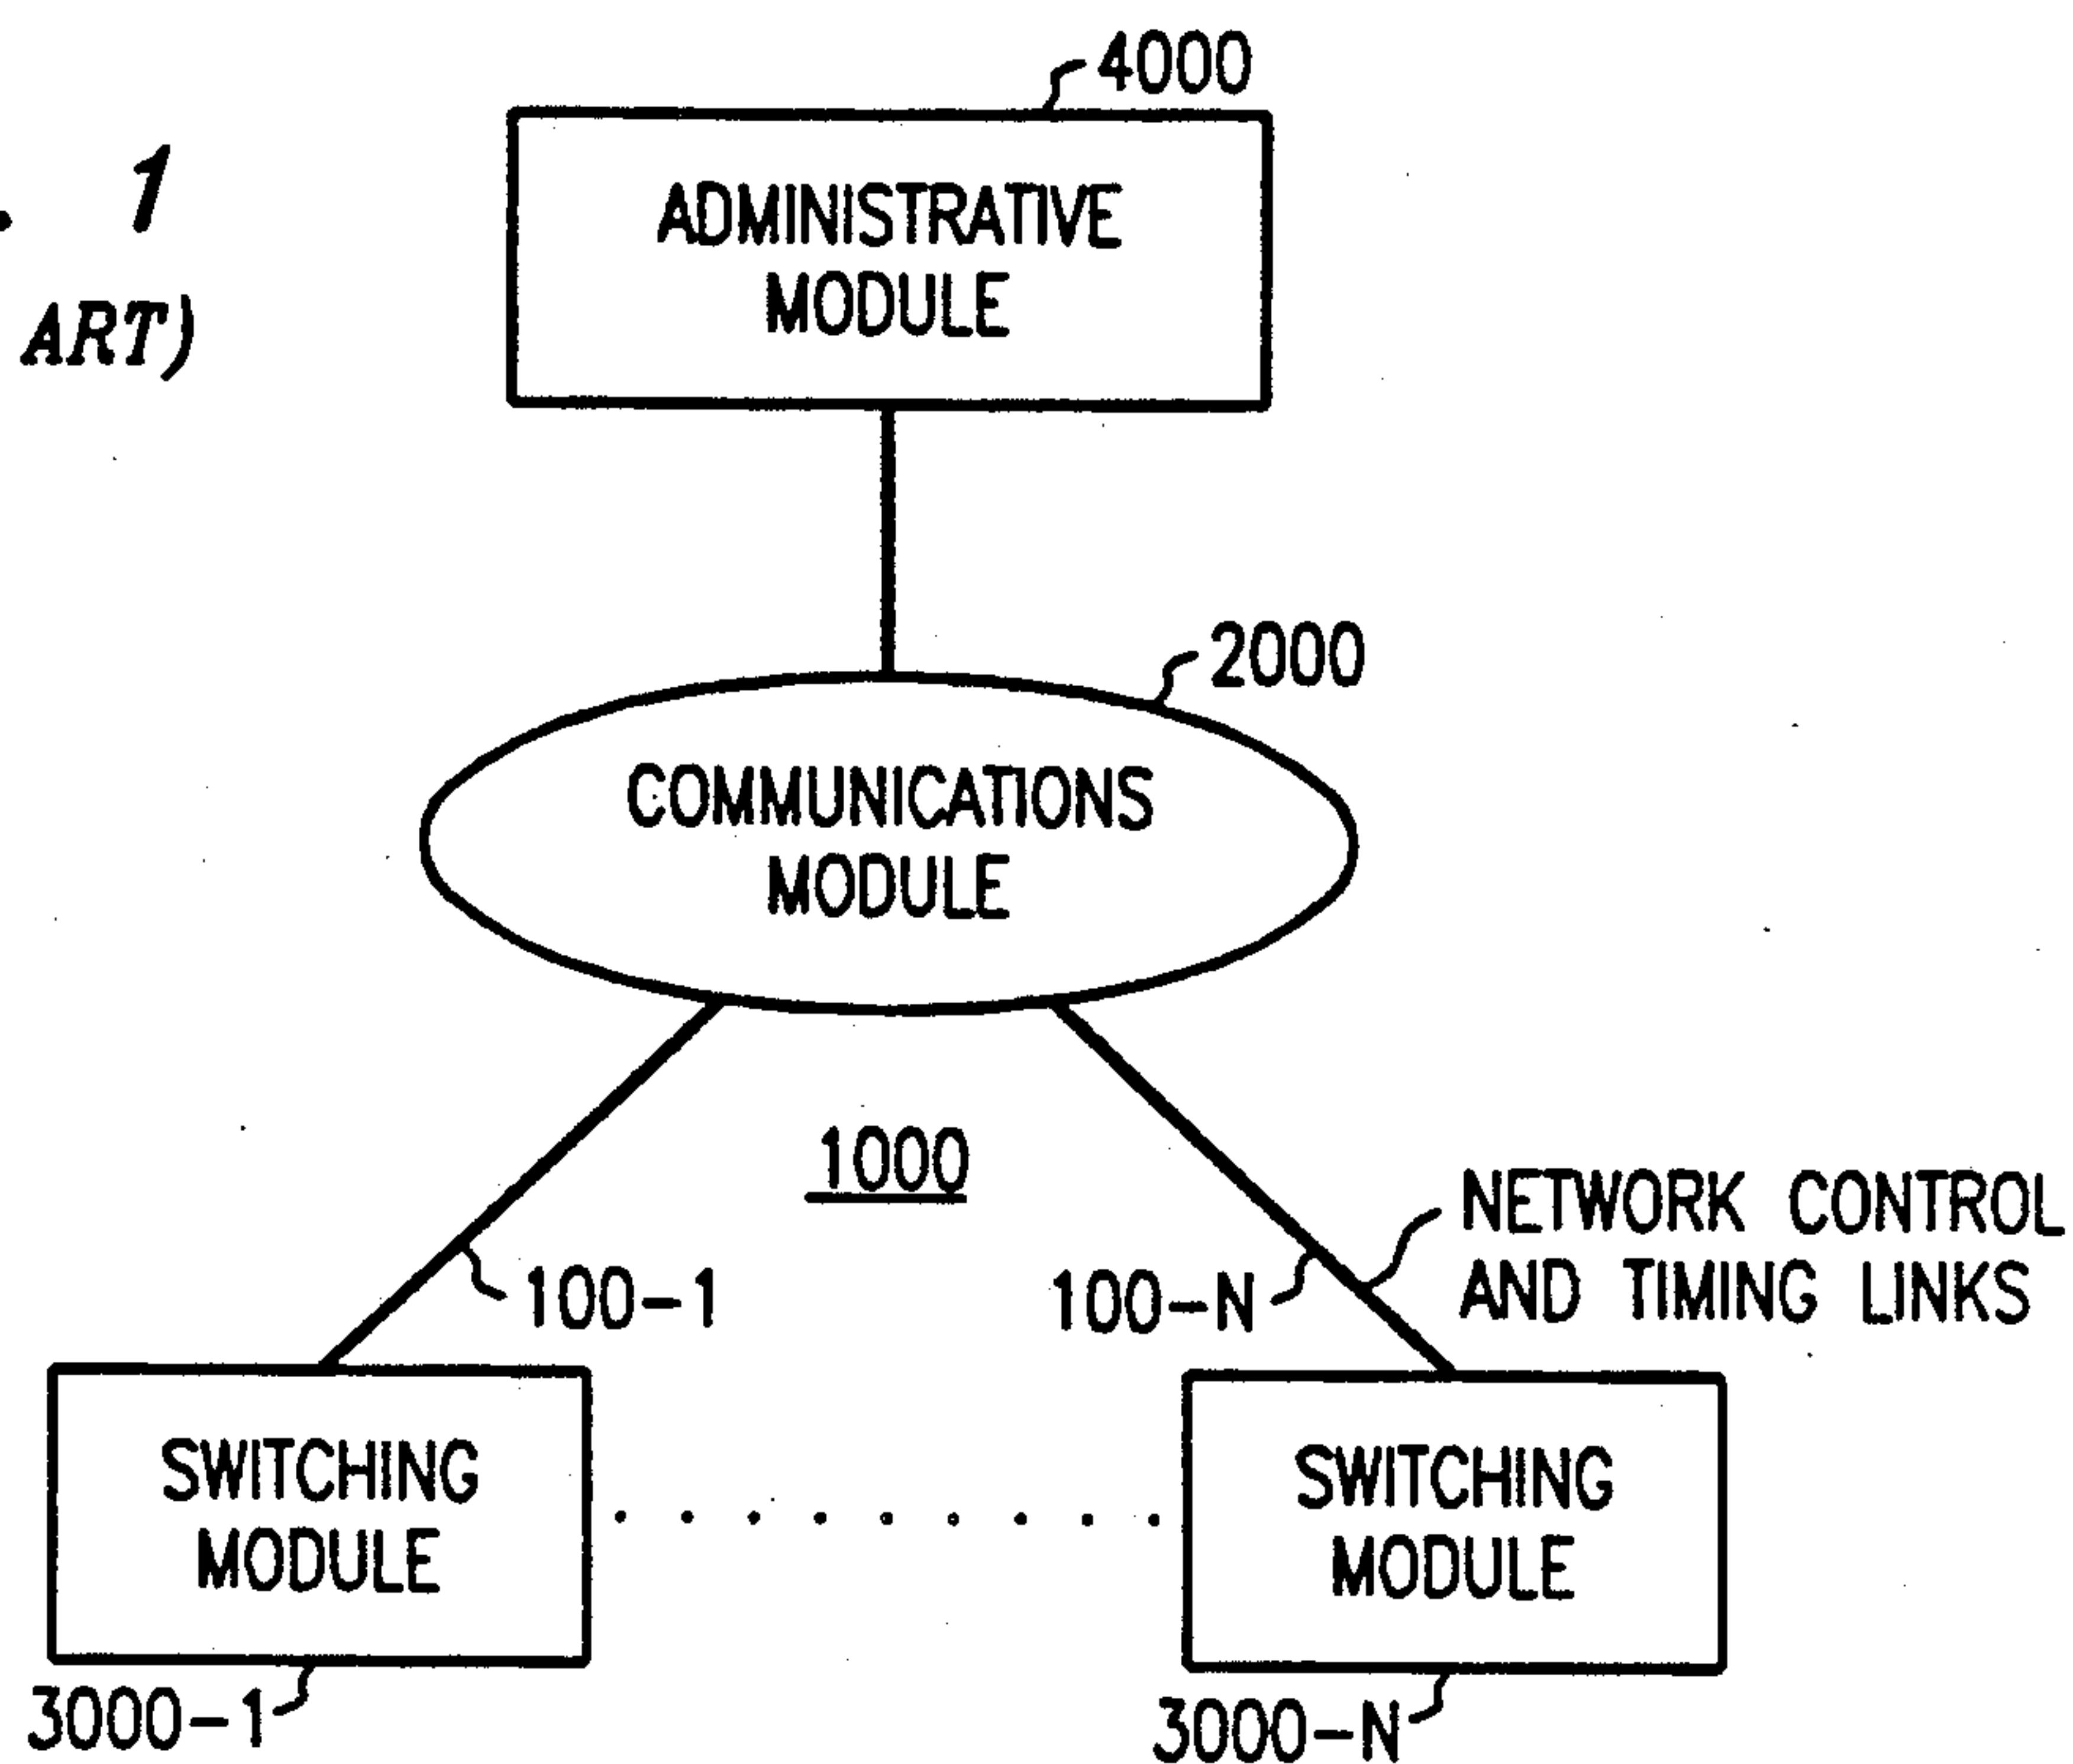 1
ART)
4000
ADMINISTRATIVE
MODULE
2000
COMMUNICATIONS
MODULE
1000
NETWORK CONTROL
AND TIMING LINKS
100-1
100-N
SWITCHING
MODULE
SWITCHING
MODULE
3000-1
3000-N